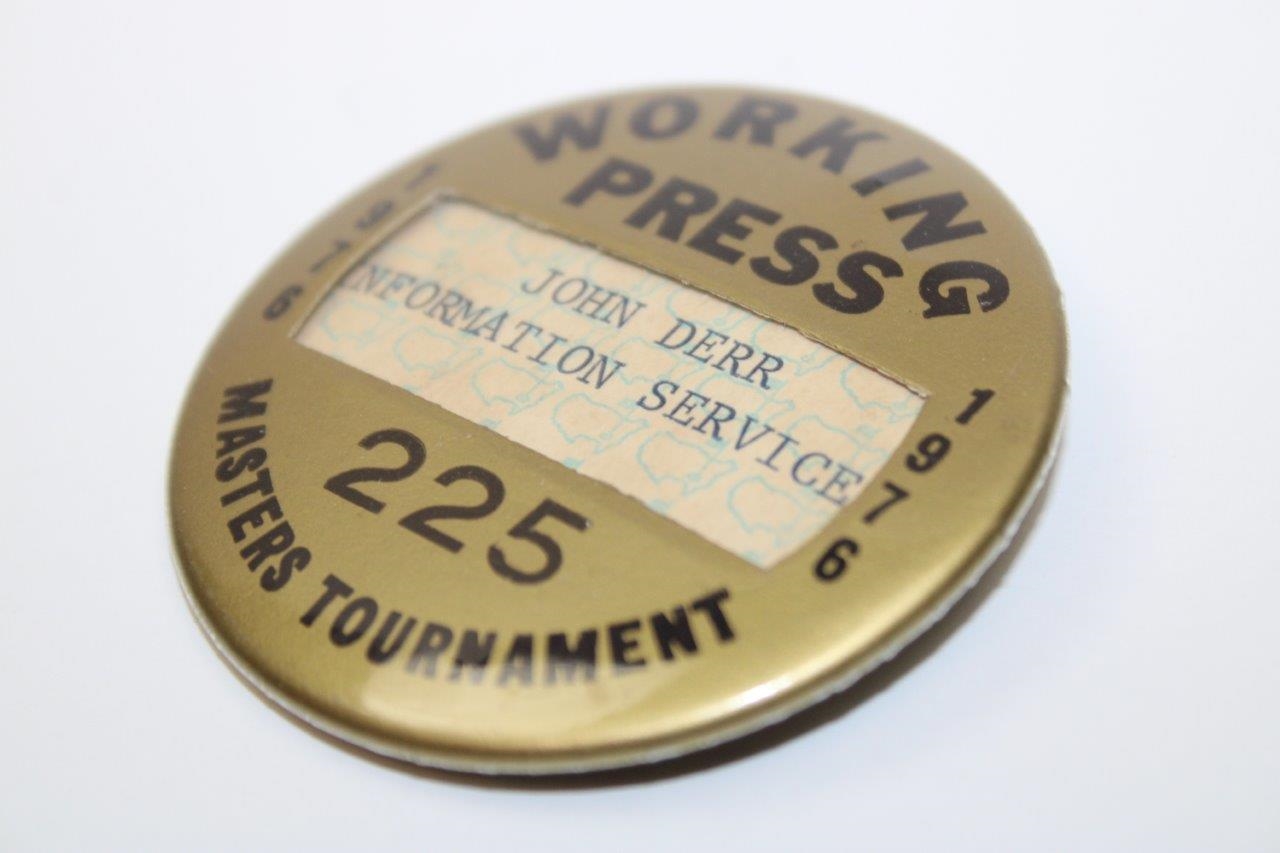 WORKING
PRESS
1976
JOHN DERR
INFORMATION SERVICE
1976
225
MASTERS TOURNAMENT